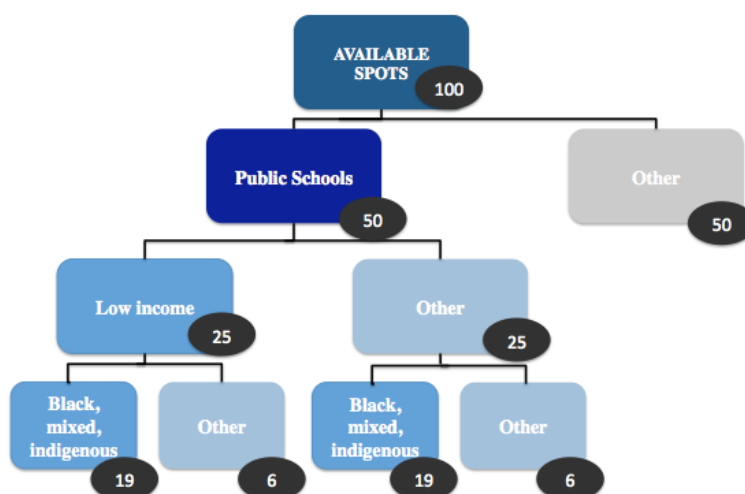 AVAILABLE
SPOTS
100
Public Schools
50
Other
50
Low income
25
Other
25
Black,
mixed,
indigenous
19
Other
6
Black,
mixed,
indigenous
19
Other
6